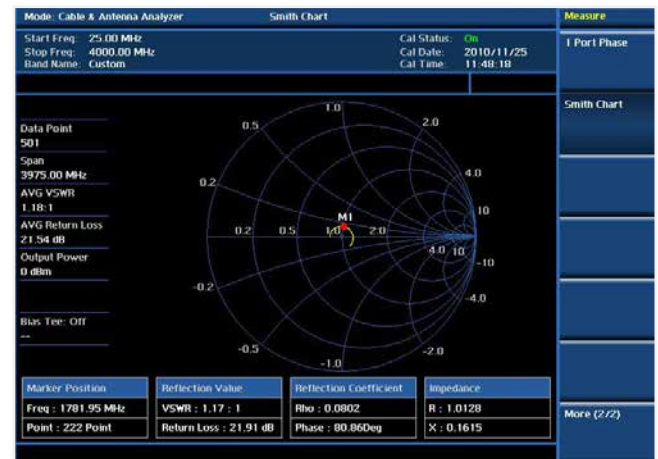 Mode: Cable & Antenna Analyzer Smith Chart Measure
Start Freq: 25.00 MHz Cal Status: On
Stop Freq: 4000.00 MHz Cal Date: 2010/11/25
Band Name: Custom Cal Time: 11:48:18
1 Port Phase
Smith Chart
Data Point
501
Span
3975.00 MHz
AVG VSWR
1.18:1
AVG Return Loss
21.54 dB
Output Power
0 dBm
Bias Tee: Off
--
1.0
0.5 2.0
0.2 4.0
10
M1
0.2 0.5 1.0 2.0
4.0 10
-10
-0.2 -4.0
-0.5 -2.0
-1.0
Marker Position Reflection Value Reflection Coefficient Impedance
Freq : 1781.95 MHz VSWR : 1.17 : 1 Rho : 0.0802 R : 1.0128
Point : 222 Point Return Loss : 21.91 dB Phase : 80.86Deg X : 0.1615
More (2/2)